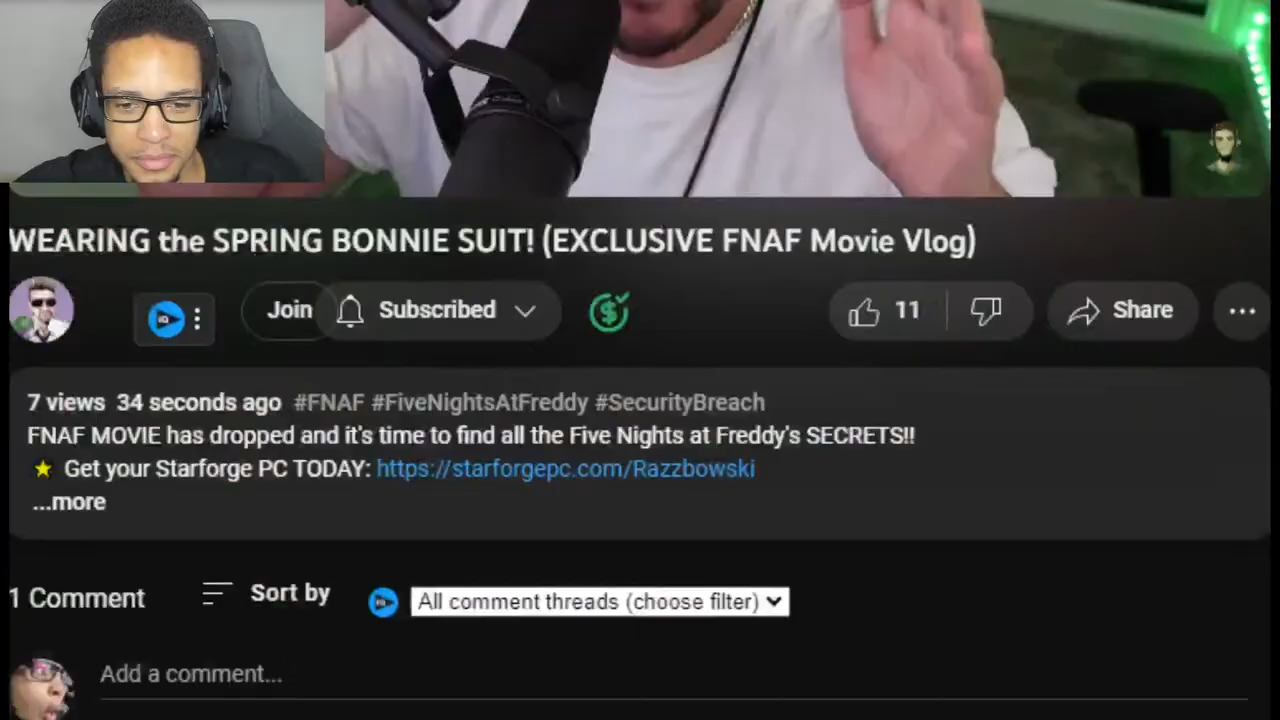 WEARING the SPRING BONNIE SUIT! (EXCLUSIVE FNAF Movie Vlog)
Join
Subscribed
11
Share
7 views 34 seconds ago #FNAF #FiveNightsAtFreddy #SecurityBreach
FNAF MOVIE has dropped and it's time to find all the Five Nights at Freddy's SECRETS!!
Get your Starforge PC TODAY: https://starforgepc.com/Razzbowski
...more
1 Comment
Sort by
All comment threads (choose filter)
Add a comment...